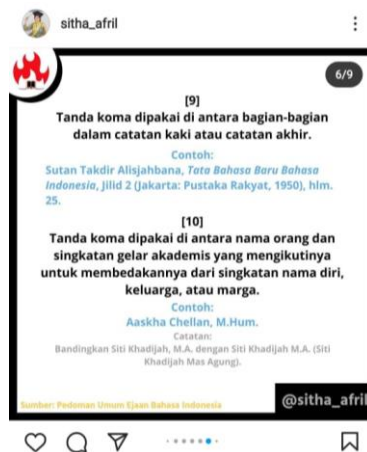 sitha_afril
6/9
[9]
Tanda koma dipakai di antara bagian-bagian
dalam catatan kaki atau catatan akhir.
Contoh:
Sutan Takdir Alisjahbana, Tata Bahasa Baru Bahasa
Indonesia, Jilid 2 (Jakarta: Pustaka Rakyat, 1950), hlm.
25.
[10]
Tanda koma dipakai di antara nama orang dan
singkatan gelar akademis yang mengikutinya
untuk membedakannya dari singkatan nama diri,
keluarga, atau marga.
Contoh:
Aaskha Chellan, M.Hum.
Catatan:
Bandingkan Siti Khadijah, M.A. dengan Siti Khadijah M.A. (Siti
Khadijah Mas Agung).
Sumber: Pedoman Umum Ejaan Bahasa Indonesia
@sitha_afril